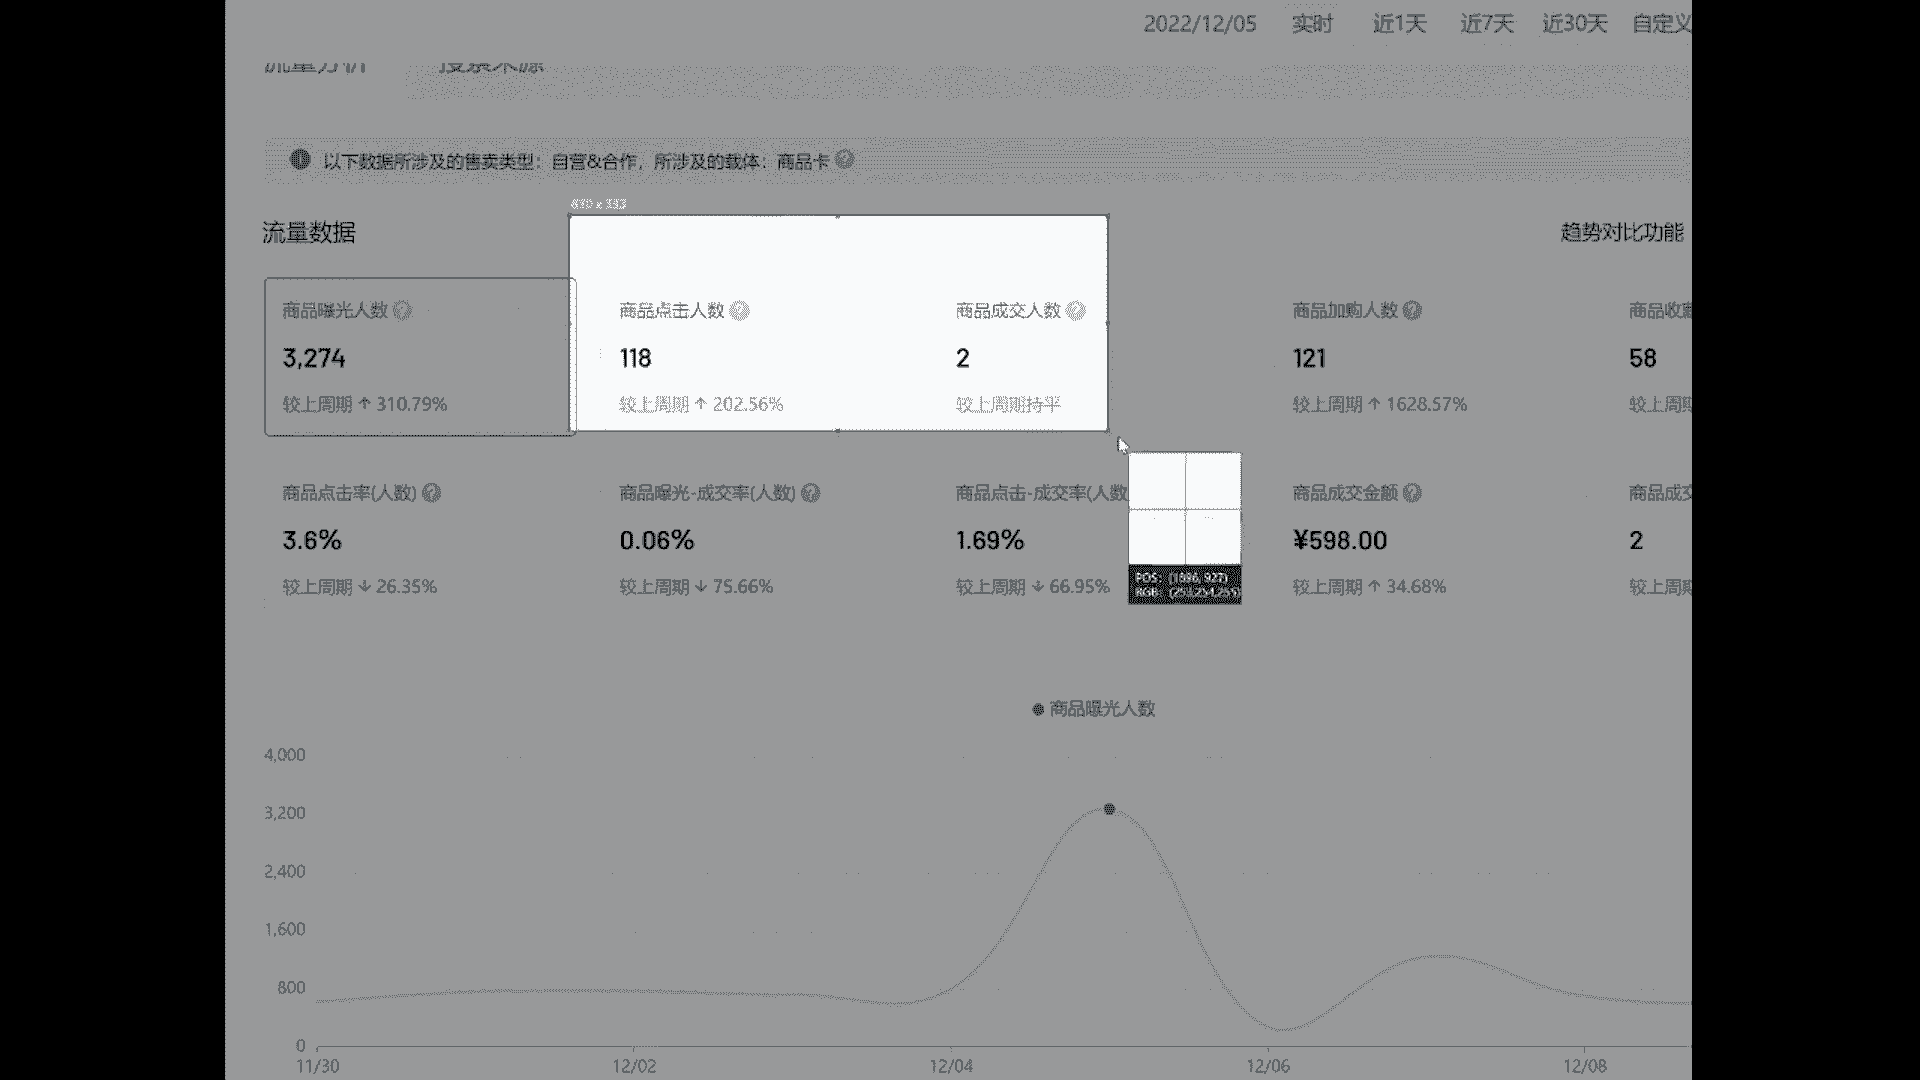 2022/12/05 实时 近1天 近7天 近30天 自定义
流量分析 搜索来源
以下数据所涉及的售卖类型：自营&合作，所涉及的载体：商品卡
流量数据 趋势对比功能
商品曝光人数 商品点击人数 商品成交人数 商品加购人数 商品收
3,274 118 2 121 58
较上周期 ↑ 310.79% 较上周期 ↑ 202.56% 较上周期持平 较上周期 ↑ 1628.57% 较上周期
商品点击率(人数) 商品曝光-成交率(人数) 商品点击-成交率(人数 商品成交金额 商品成交
3.6% 0.06% 1.69% ¥598.00 2
较上周期 ↓ 26.35% 较上周期 ↓ 75.66% 较上周期 ↓ 66.95% 较上周期 ↑ 34.68% 较上周期
商品曝光人数
4,000
3,200
2,400
1,600
800
0
11/30 12/02 12/04 12/06 12/08